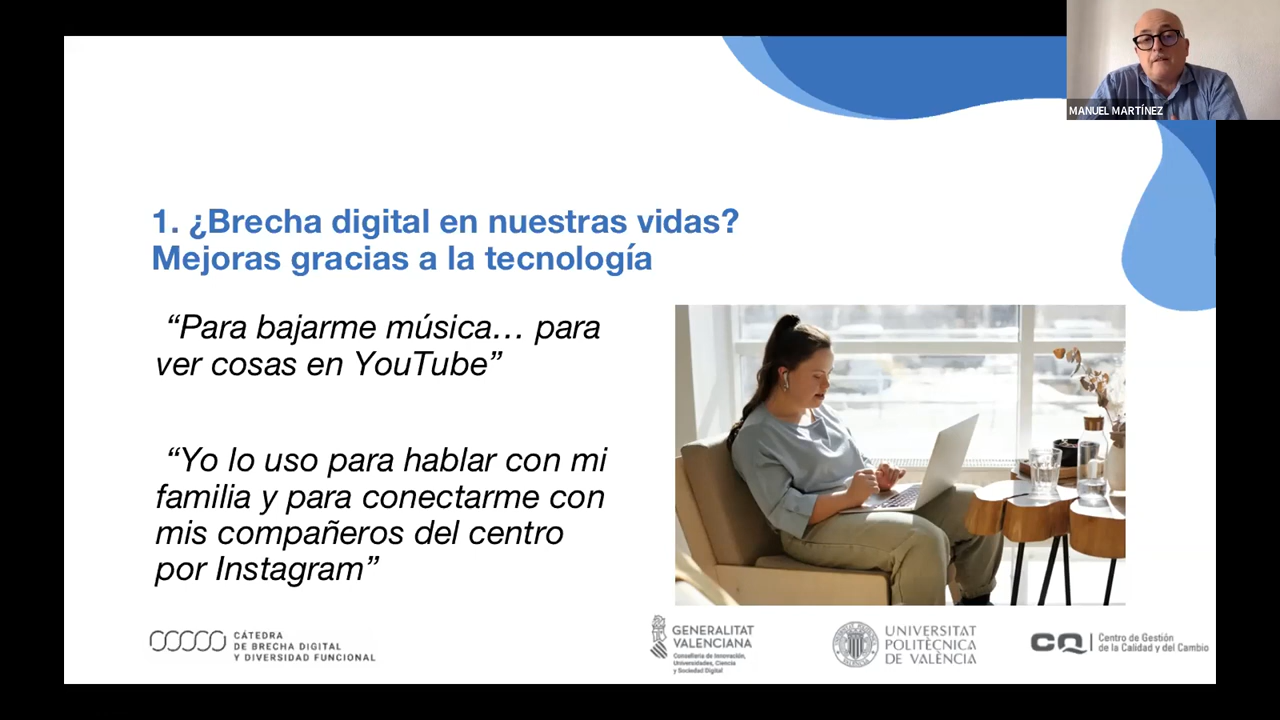 MANUEL MARTÍNEZ
1. ¿Brecha digital en nuestras vidas?
Mejoras gracias a la tecnología
“Para bajarme música… para
ver cosas en YouTube”
“Yo lo uso para hablar con mi
familia y para conectarme con
mis compañeros del centro
por Instagram”
CÁTEDRA
DE BRECHA DIGITAL
Y DIVERSIDAD FUNCIONAL
GENERALITAT
VALENCIANA
Conselleria de Innovación,
Universidades, Ciencia
y Sociedad Digital
UNIVERSITAT
POLITÈCNICA
DE VALÈNCIA
CQ
Centro de Gestión
de la Calidad y del Cambio